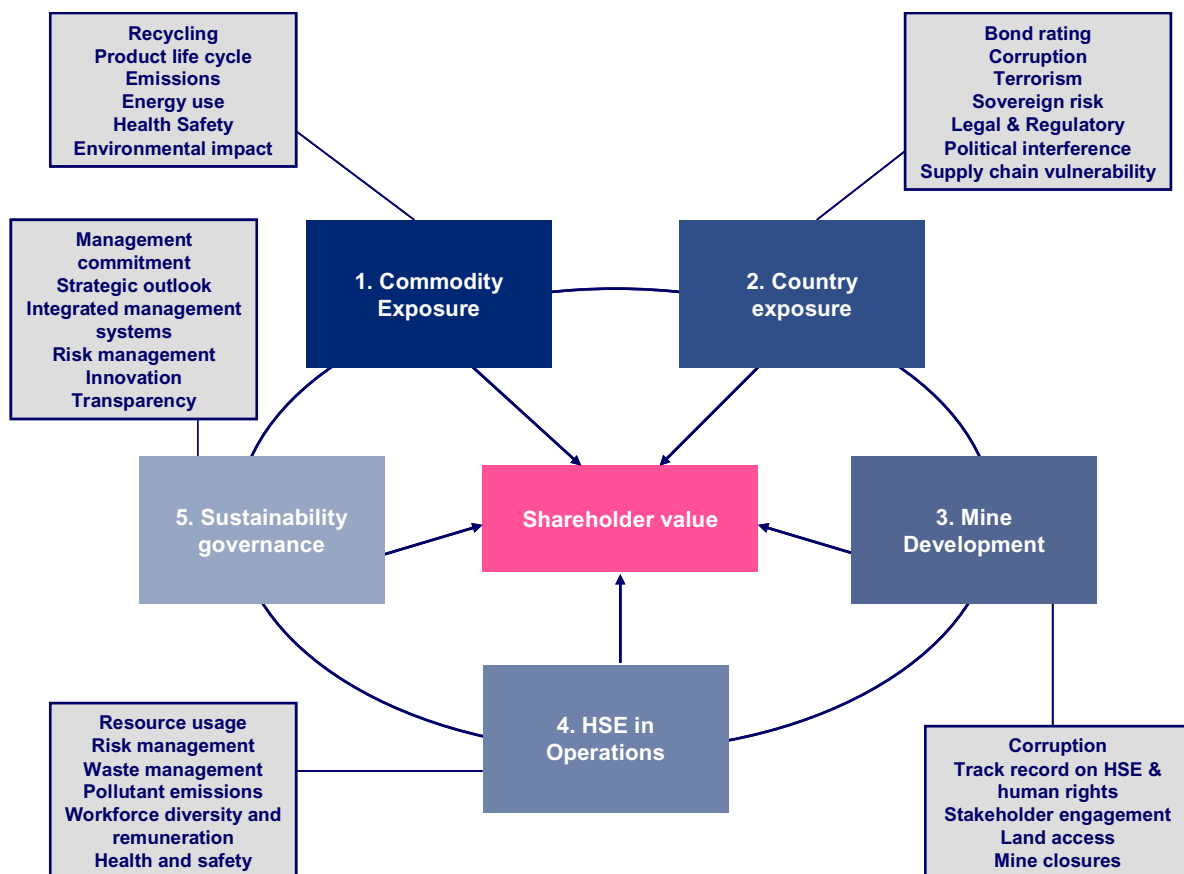 Recycling
Product life cycle
Emissions
Energy use
Health Safety
Environmental impact
Bond rating
Corruption
Terrorism
Sovereign risk
Legal & Regulatory
Political interference
Supply chain vulnerability
1. Commodity
Exposure
2. Country
exposure
Management
commitment
Strategic outlook
Integrated management
systems
Risk management
Innovation
Transparency
5. Sustainability
governance
Shareholder value
3. Mine
Development
4. HSE in
Operations
Resource usage
Risk management
Waste management
Pollutant emissions
Workforce diversity and
remuneration
Health and safety
Corruption
Track record on HSE &
human rights
Stakeholder engagement
Land access
Mine closures